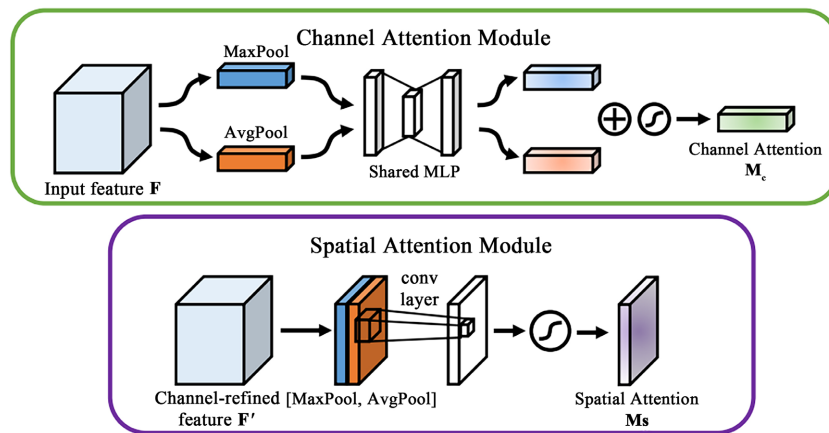 Channel Attention Module
MaxPool
AvgPool
Shared MLP
Input feature F
Channel Attention
M_c
Spatial Attention Module
conv
layer
Channel-refined
feature F′
[MaxPool, AvgPool]
Spatial Attention
Ms